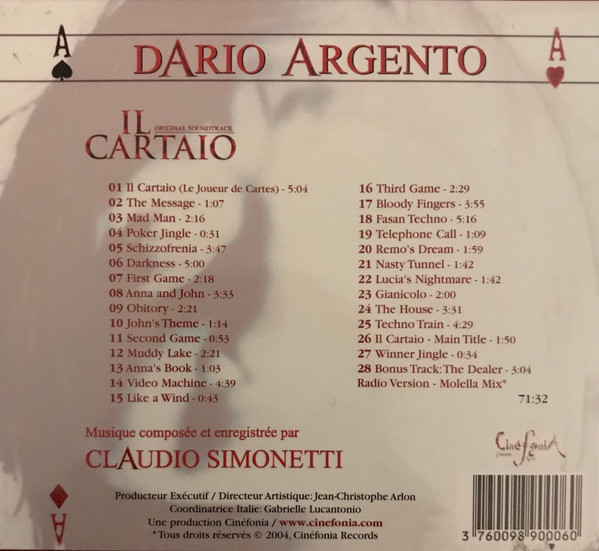 A
A
DARIO ARGENTO
IL
ORIGINAL SOUNDTRACK
CARTAIO
01 Il Cartaio (Le Joueur de Cartes) - 5:04
02 The Message - 1:07
03 Mad Man - 2:16
04 Poker Jingle - 0:31
05 Schizzofrenia - 3:47
06 Darkness - 5:00
07 First Game - 2:18
08 Anna and John - 3:33
09 Obitory - 2:21
10 John's Theme - 1:14
11 Second Game - 0:53
12 Muddy Lake - 2:21
13 Anna's Book - 1:03
14 Video Machine - 4:39
15 Like a Wind - 0:43
16 Third Game - 2:29
17 Bloody Fingers - 3:55
18 Fasan Techno - 5:16
19 Telephone Call - 1:09
20 Remo's Dream - 1:59
21 Nasty Tunnel - 1:42
22 Lucia's Nightmare - 1:42
23 Gianicolo - 2:00
24 The House - 3:31
25 Techno Train - 4:29
26 Il Cartaio - Main Title - 1:50
27 Winner Jingle - 0:34
28 Bonus Track: The Dealer - 3:04
Radio Version - Molella Mix*
71:32
Musique composée et enregistrée par
CLAUDIO SIMONETTI
CinéfoniA
Producteur Exécutif / Directeur Artistique: Jean-Christophe Arlon
Coordinatrice Italie: Gabrielle Lucantonio
Une production Cinéfonia / www.cinefonia.com
* Tous droits réservés © 2004, Cinéfonia Records
A
3 760098 900060